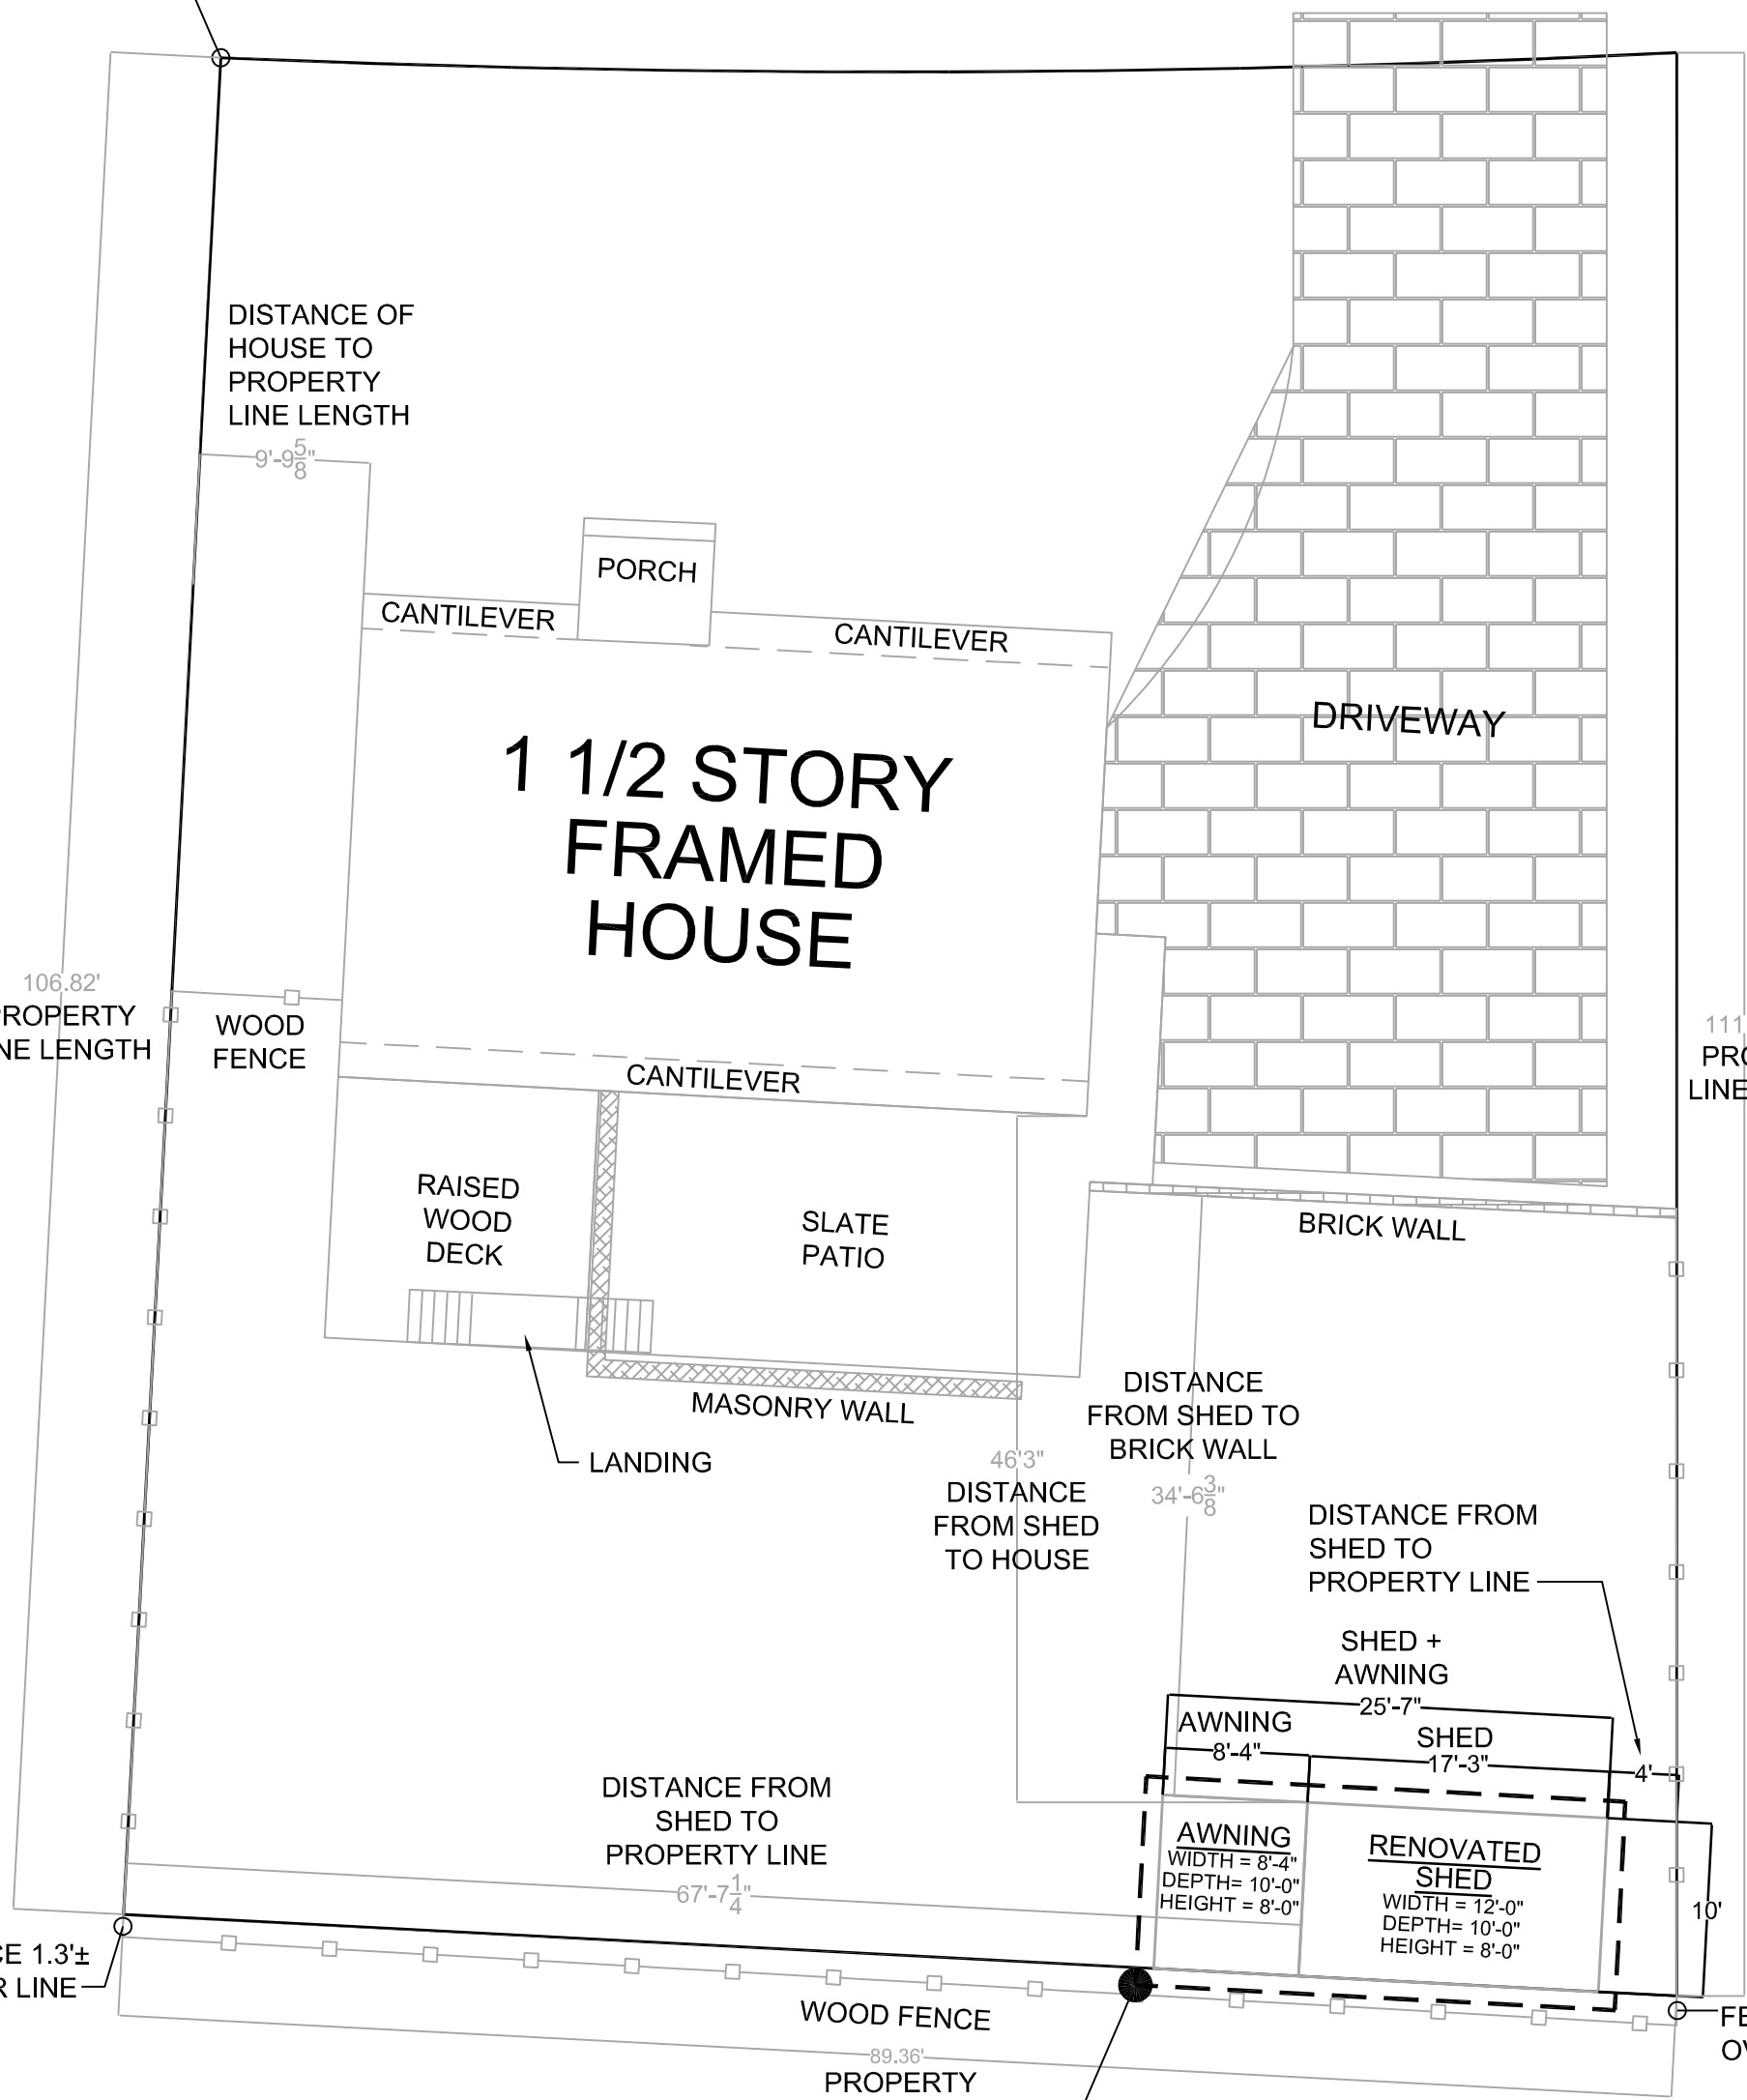 DISTANCE OF
HOUSE TO
PROPERTY
LINE LENGTH
9'-9 5/8"
PORCH
CANTILEVER
CANTILEVER
DRIVEWAY
1 1/2 STORY
FRAMED
HOUSE
106.82'
PROPERTY
NE LENGTH
WOOD
FENCE
111
PRO
LINE
CANTILEVER
RAISED
WOOD
DECK
SLATE
PATIO
BRICK WALL
MASONRY WALL
LANDING
DISTANCE
FROM SHED TO
BRICK WALL
34'-6 3/8"
46'3"
DISTANCE
FROM SHED
TO HOUSE
DISTANCE FROM
SHED TO
PROPERTY LINE
SHED +
AWNING
25'-7"
AWNING
8'-4"
SHED
17'-3"
4'
DISTANCE FROM
SHED TO
PROPERTY LINE
67'-7 1/4"
AWNING
WIDTH = 8'-4"
DEPTH= 10'-0"
HEIGHT = 8'-0"
RENOVATED
SHED
WIDTH = 12'-0"
DEPTH= 10'-0"
HEIGHT = 8'-0"
10'
CE 1.3'±
R LINE
WOOD FENCE
FE
OV
89.36'
PROPERTY